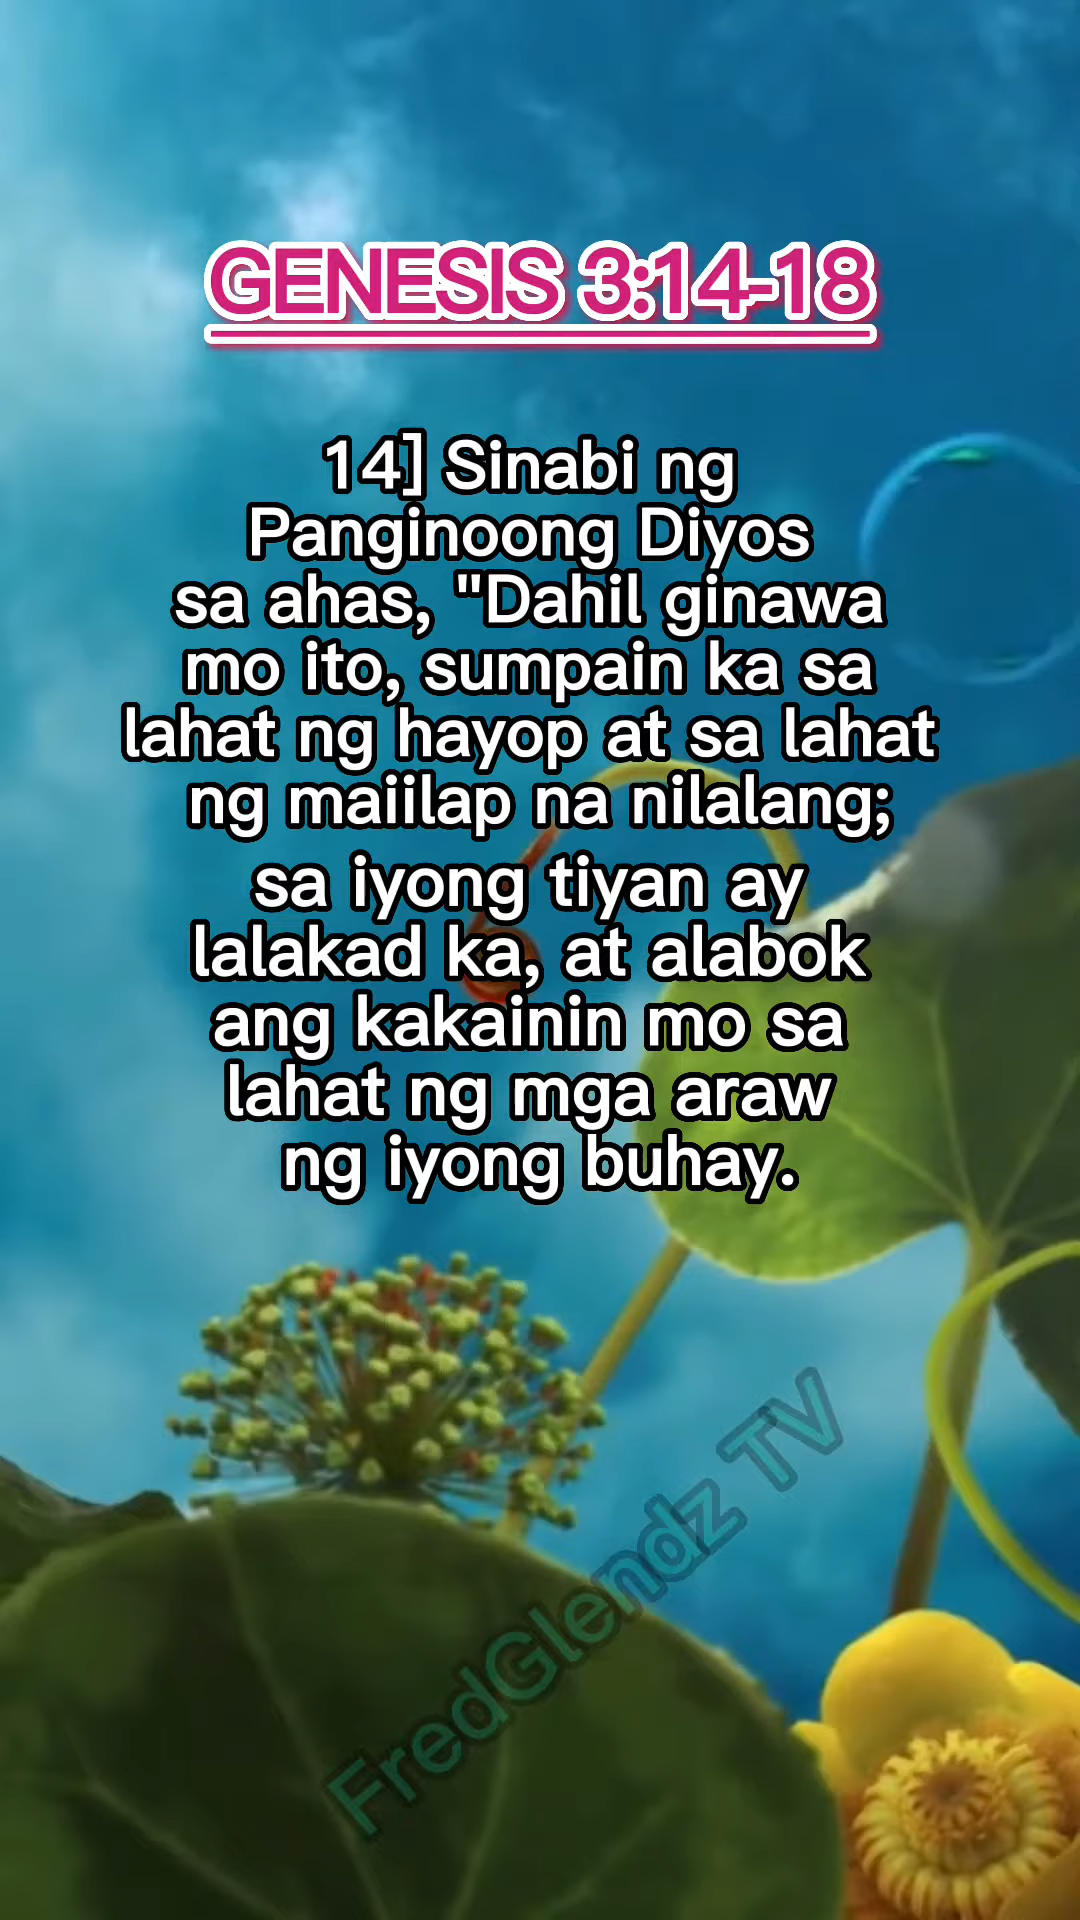 GENESIS 3:14-18
14] Sinabi ng
Panginoong Diyos
sa ahas, "Dahil ginawa
mo ito, sumpain ka sa
lahat ng hayop at sa lahat
ng maiilap na nilalang;
sa iyong tiyan ay
lalakad ka, at alabok
ang kakainin mo sa
lahat ng mga araw
ng iyong buhay.
FredGlendz TV